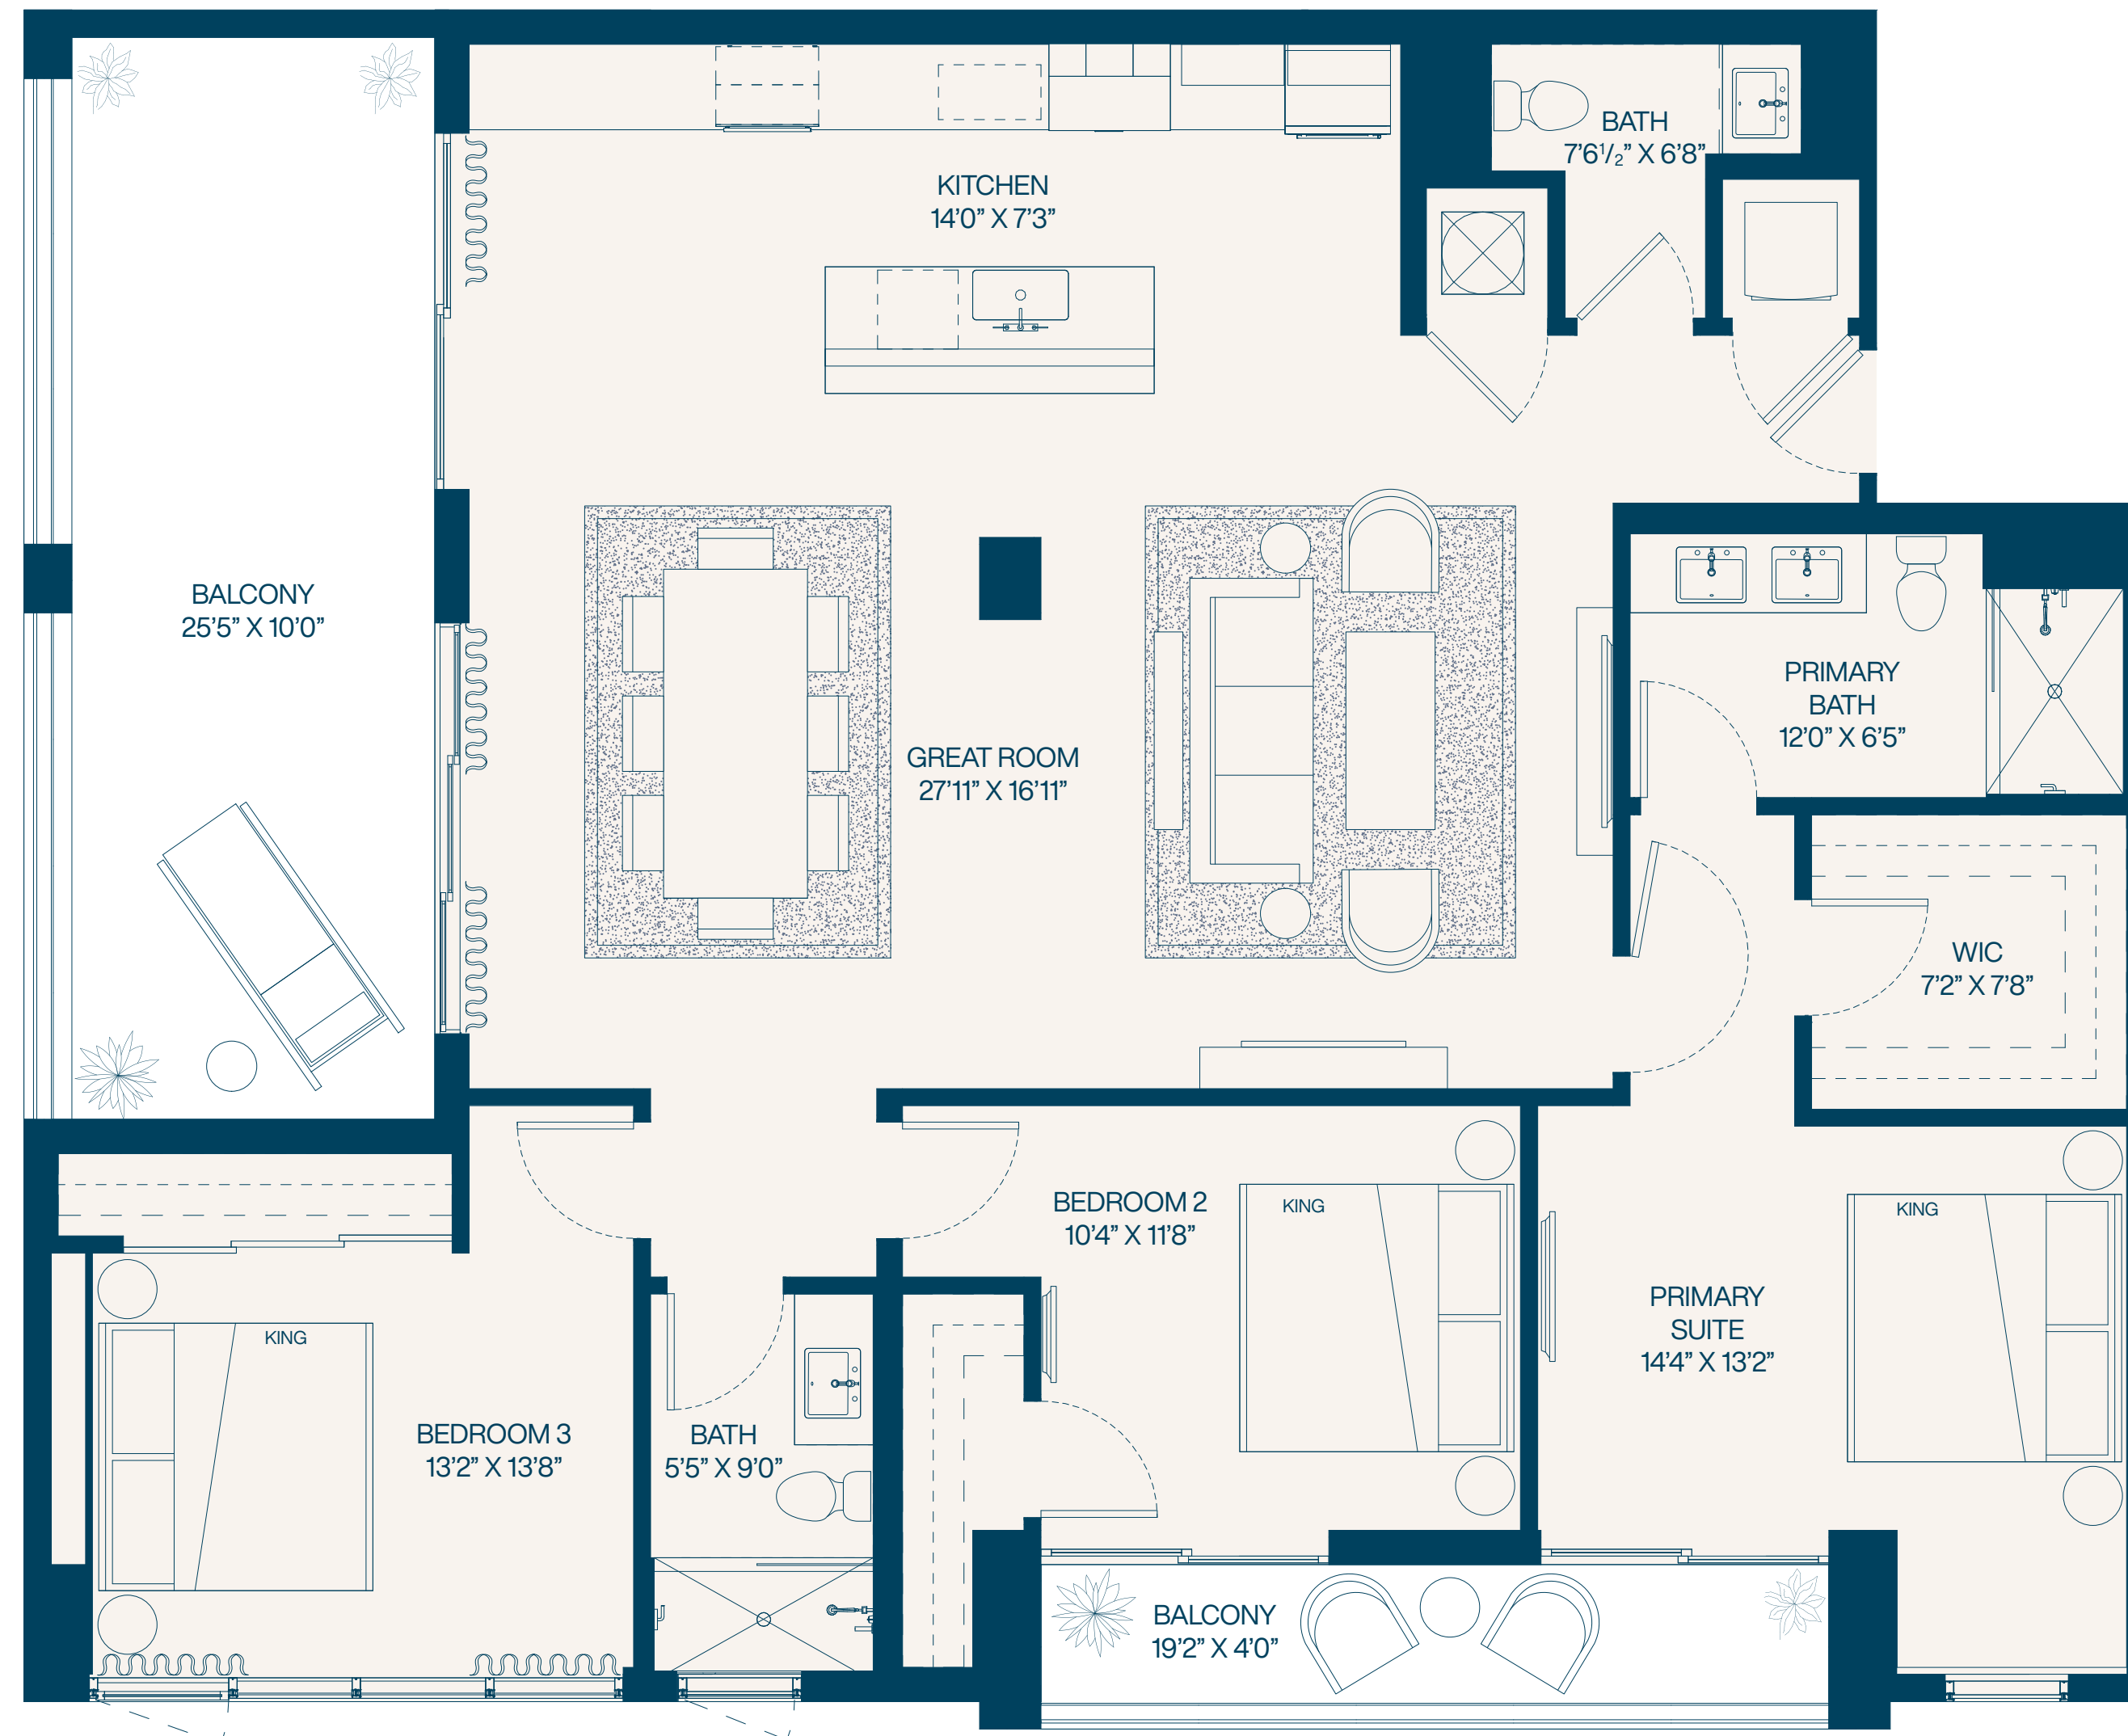 BATH
7’6¹/₂” X 6’8”
KITCHEN
14’0” X 7’3”
BALCONY
25’5” X 10’0”
PRIMARY
BATH
12’0” X 6’5”
GREAT ROOM
27’11” X 16’11”
WIC
7’2” X 7’8”
BEDROOM 2
10’4” X 11’8”
KING
KING
PRIMARY
SUITE
14’4” X 13’2”
KING
BEDROOM 3
13’2” X 13’8”
BATH
5’5” X 9’0”
BALCONY
19’2” X 4’0”